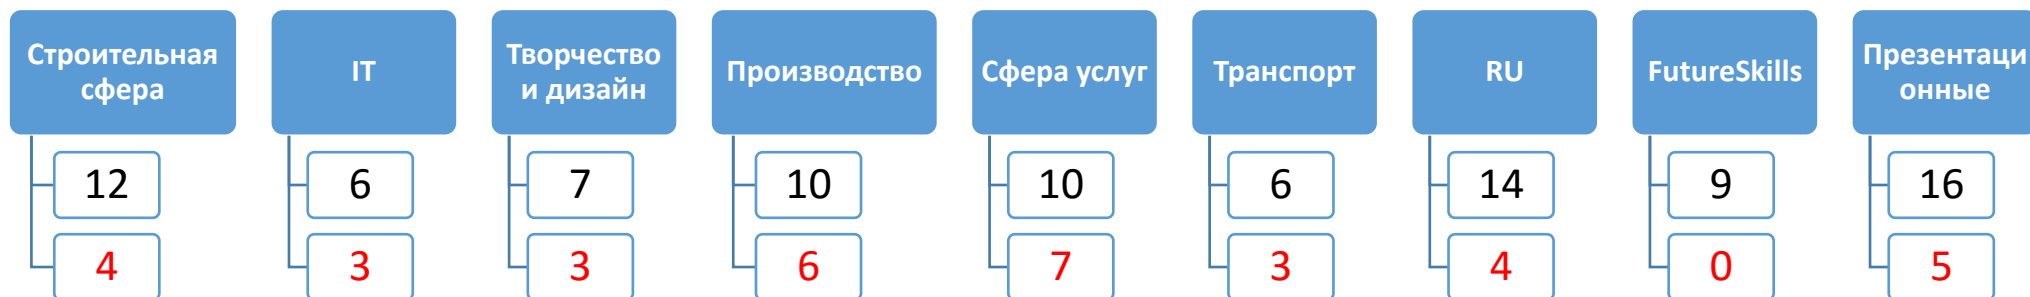 Строительная
сфера
12
4
IT
6
3
Творчество
и дизайн
7
3
Производство
10
6
Сфера услуг
10
7
Транспорт
6
3
RU
14
4
FutureSkills
9
0
Презентаци
онные
16
5